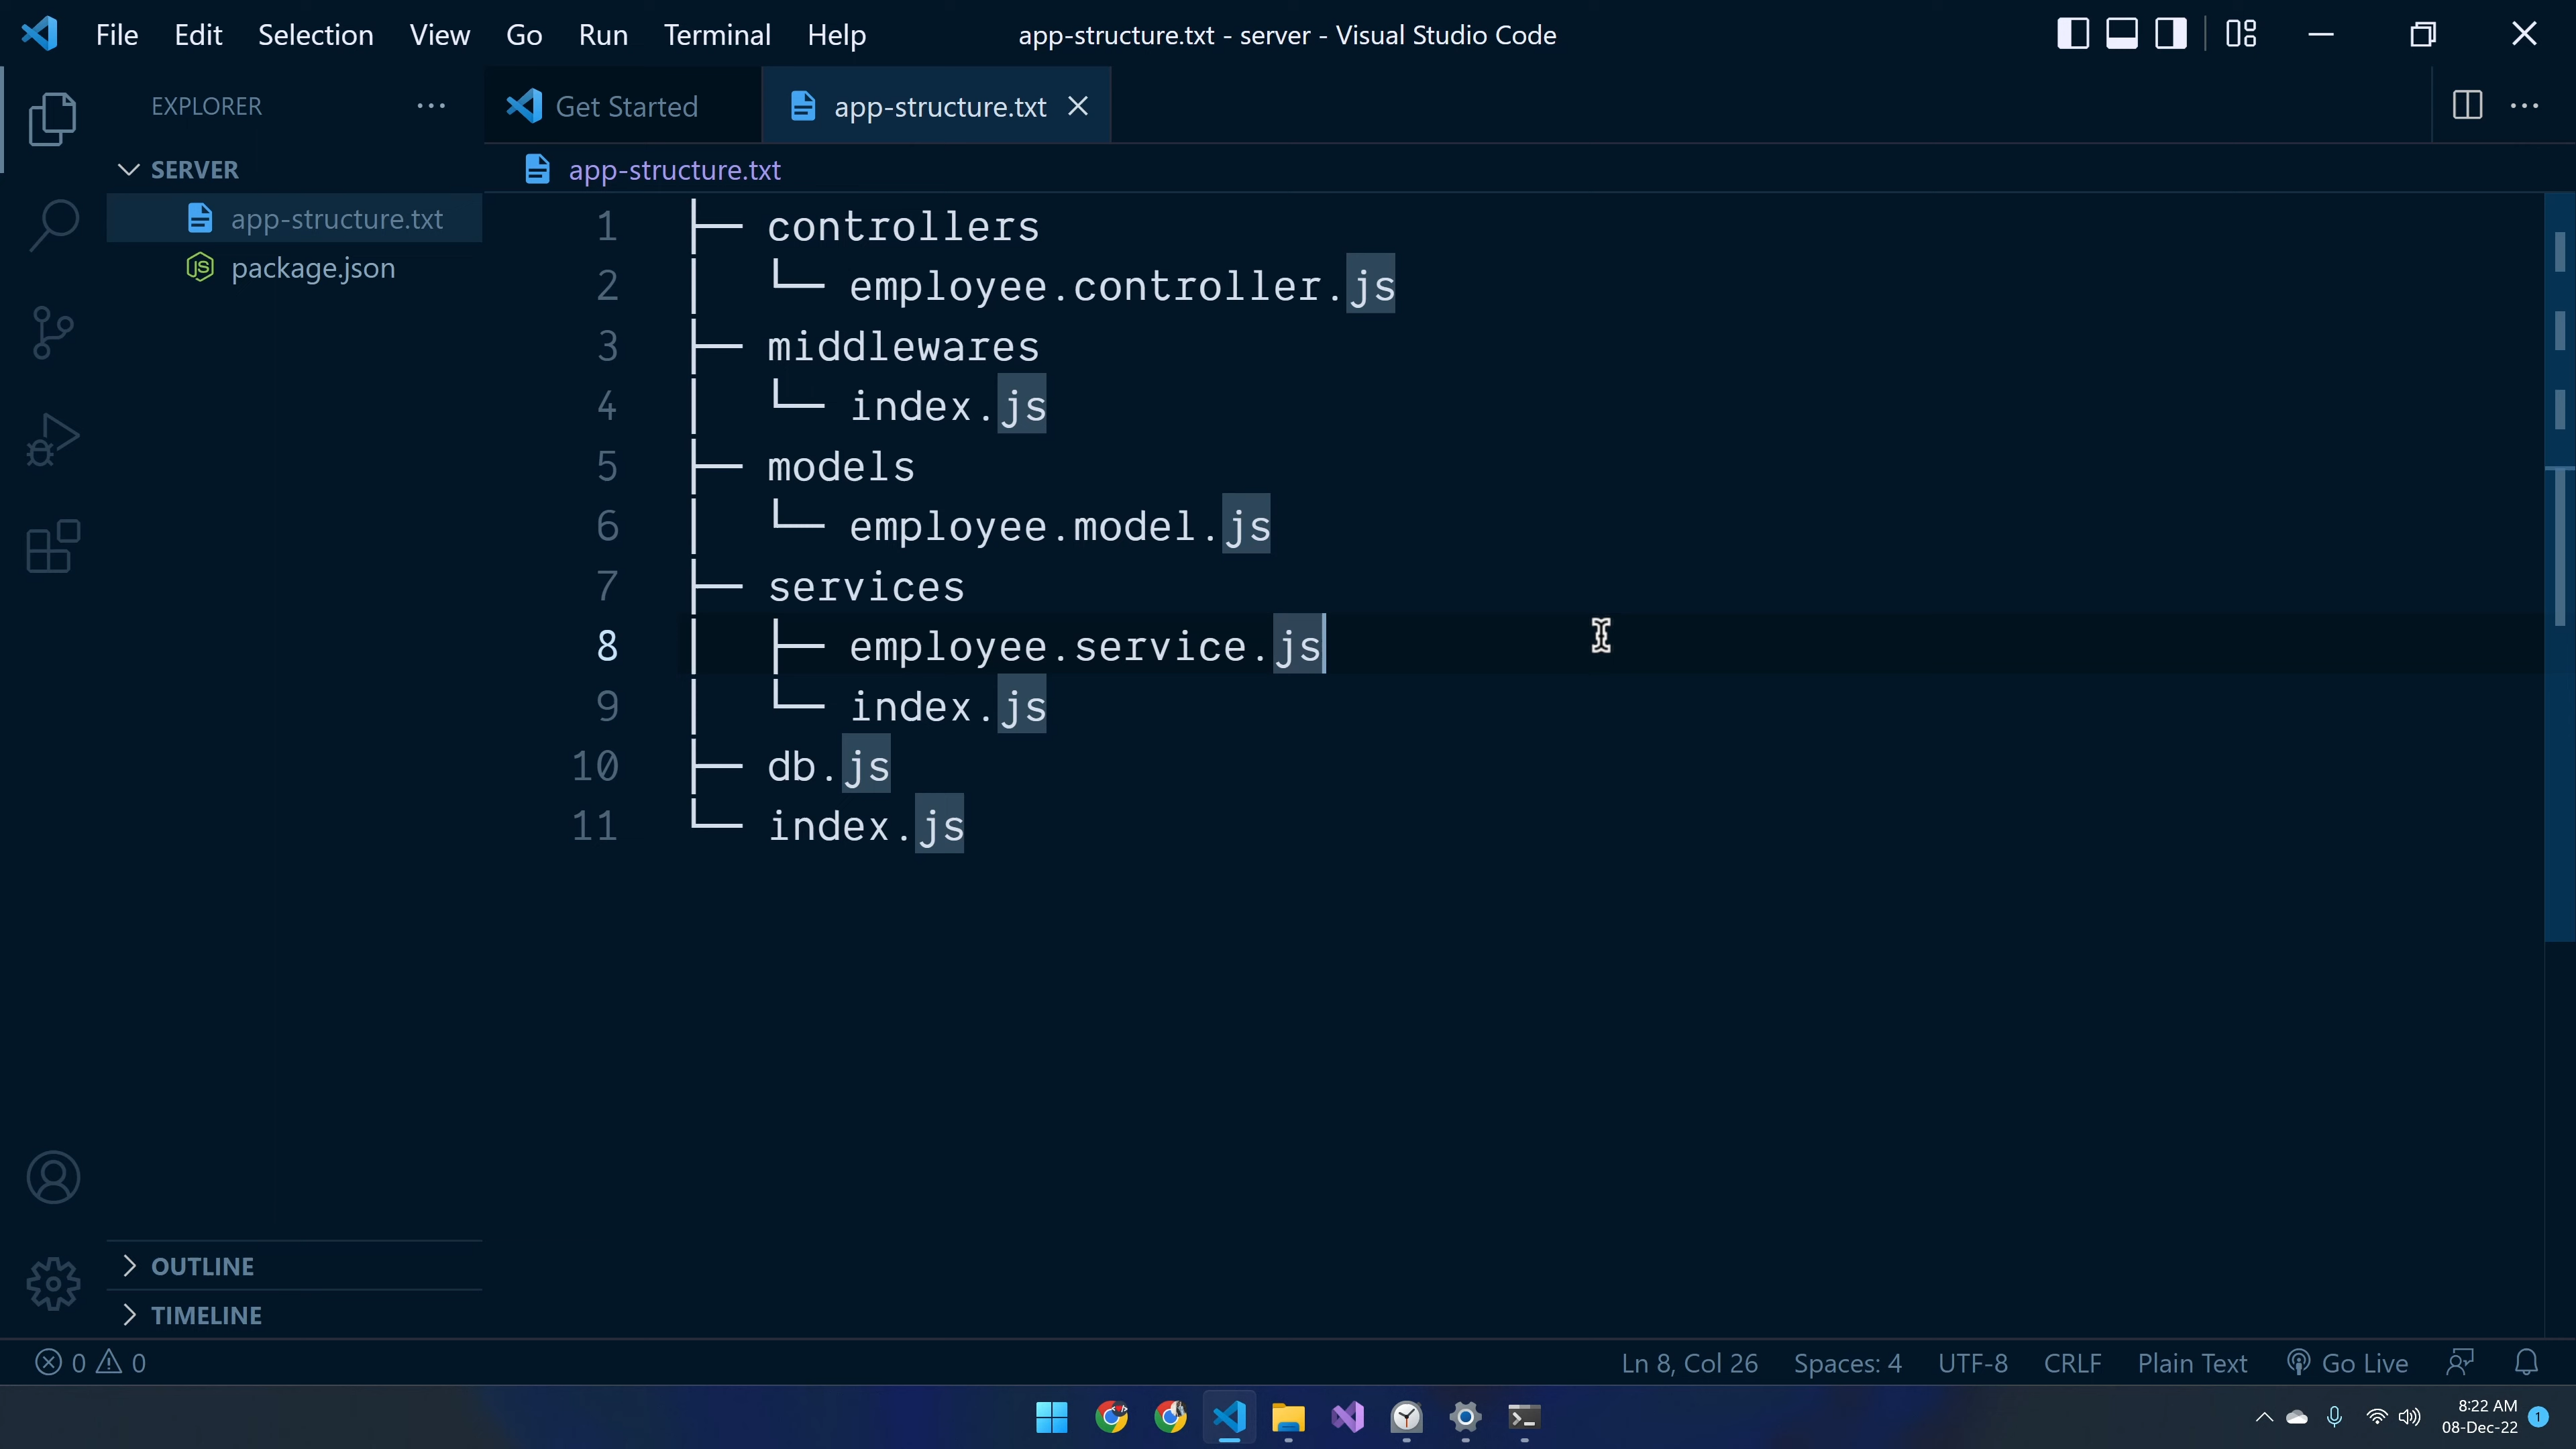 File Edit Selection View Go Run Terminal Help app-structure.txt - server - Visual Studio Code
EXPLORER
Get Started
app-structure.txt
SERVER
app-structure.txt
package.json
app-structure.txt
1 ├── controllers
2 │   └── employee.controller.js
3 ├── middlewares
4 │   └── index.js
5 ├── models
6 │   └── employee.model.js
7 ├── services
8 │   ├── employee.service.js
9 │   └── index.js
10 ├── db.js
11 └── index.js
OUTLINE
TIMELINE
0 0 Ln 8, Col 26 Spaces: 4 UTF-8 CRLF Plain Text Go Live
8:22 AM
08-Dec-22
1